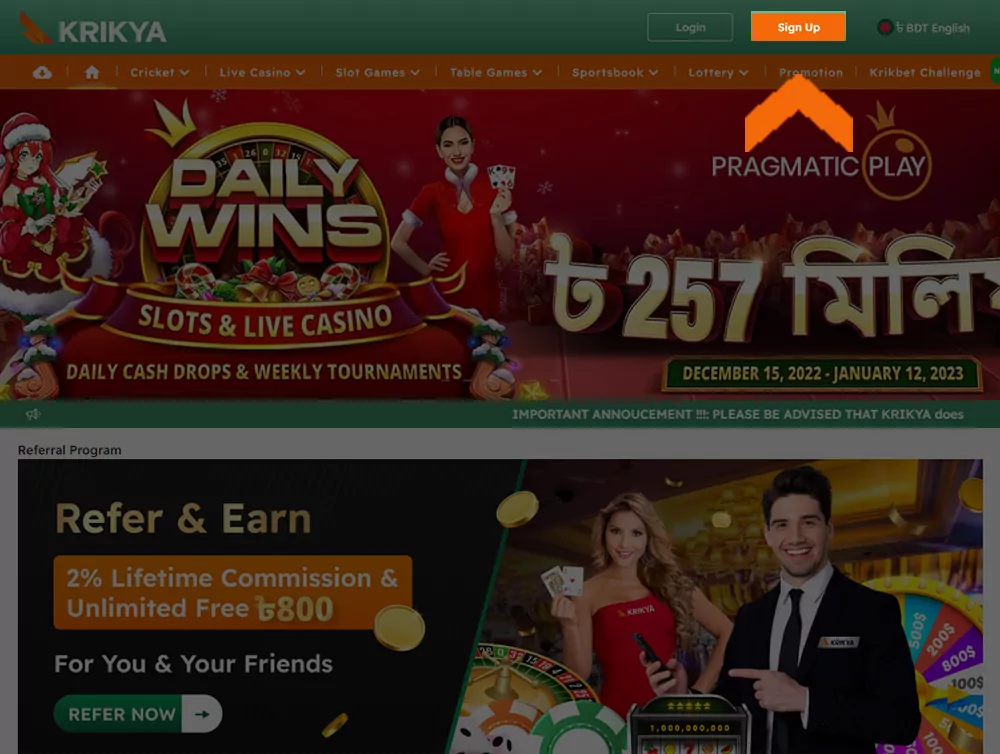 KRIKYA
Login
Sign Up
৳ BDT English
Cricket
Live Casino
Slot Games
Table Games
Sportsbook
Lottery
Promotion
Krikbet Challenge
DAILY
WINS
SLOTS & LIVE CASINO
DAILY CASH DROPS & WEEKLY TOURNAMENTS
PRAGMATIC PLAY
৳ 257 মিলিয
DECEMBER 15, 2022 - JANUARY 12, 2023
IMPORTANT ANNOUCEMENT !!!: PLEASE BE ADVISED THAT KRIKYA does
Referral Program
Refer & Earn
2% Lifetime Commission &
Unlimited Free ৳800
For You & Your Friends
REFER NOW
KRIKYA
KRIKYA
500$
200$
800$
100$
1,000,000,000